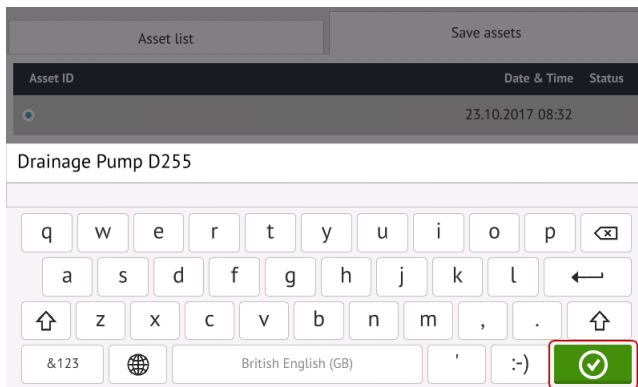 Asset list Save assets
Asset ID Date & Time Status
23.10.2017 08:32
Drainage Pump D255
q w e r t y u i o p
a s d f g h j k l
z x c v b n m , .
&123 British English (GB) ' :-)